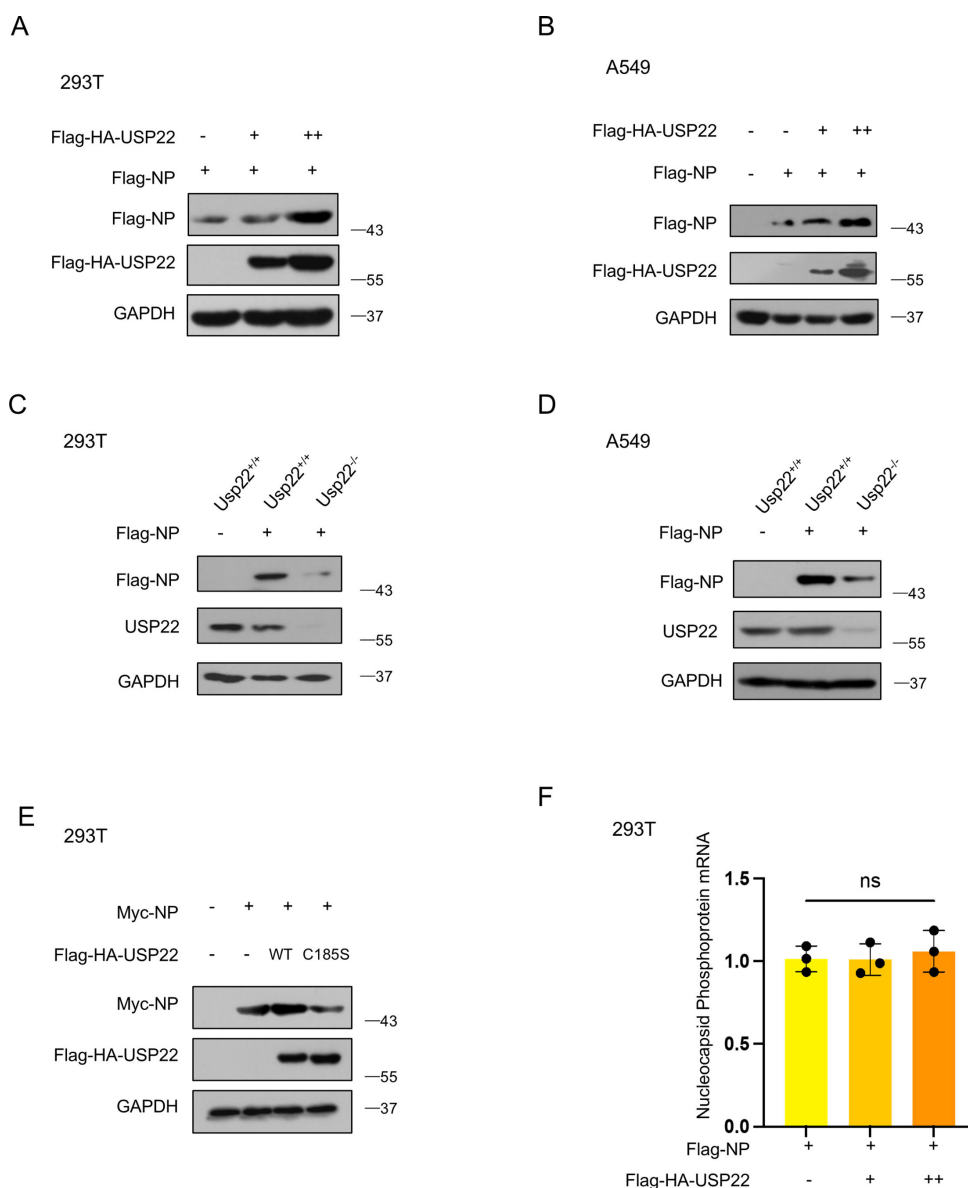 A
293T
Flag-HA-USP22 - + ++
Flag-NP + + +
Flag-NP —43
Flag-HA-USP22 —55
GAPDH —37
B
A549
Flag-HA-USP22 - - + ++
Flag-NP - + + +
Flag-NP —43
Flag-HA-USP22 —55
GAPDH —37
C
293T
Usp22+/+ Usp22+/+ Usp22-/-
Flag-NP - + +
Flag-NP —43
USP22 —55
GAPDH —37
D
A549
Usp22+/+ Usp22+/+ Usp22-/-
Flag-NP - + +
Flag-NP —43
USP22 —55
GAPDH —37
E
293T
Myc-NP - + + +
Flag-HA-USP22 - - WT C185S
Myc-NP —43
Flag-HA-USP22 —55
GAPDH —37
F
293T
Nucleocapsid Phosphoprotein mRNA
1.5
1.0
0.5
0.0
ns
Flag-NP + + +
Flag-HA-USP22 - + ++